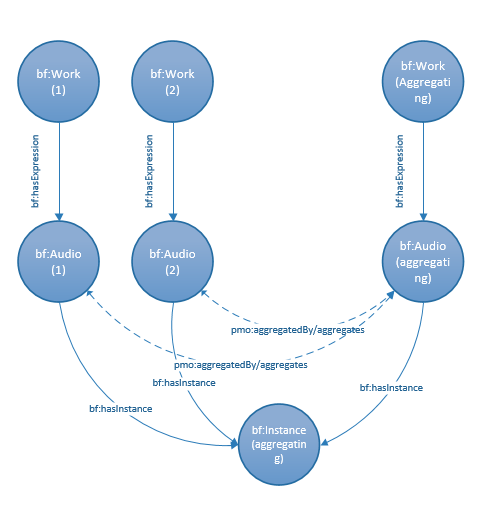 bf:Work
(1)
bf:Work
(2)
bf:Work
(Aggregati
ng)
bf:hasExpression
bf:hasExpression
bf:hasExpression
bf:Audio
(1)
bf:Audio
(2)
bf:Audio
(aggregati
ng)
pmo:aggregatedBy/aggregates
pmo:aggregatedBy/aggregates
bf:hasInstance
bf:hasInstance
bf:hasInstance
bf:Instance
(aggregatin
g)